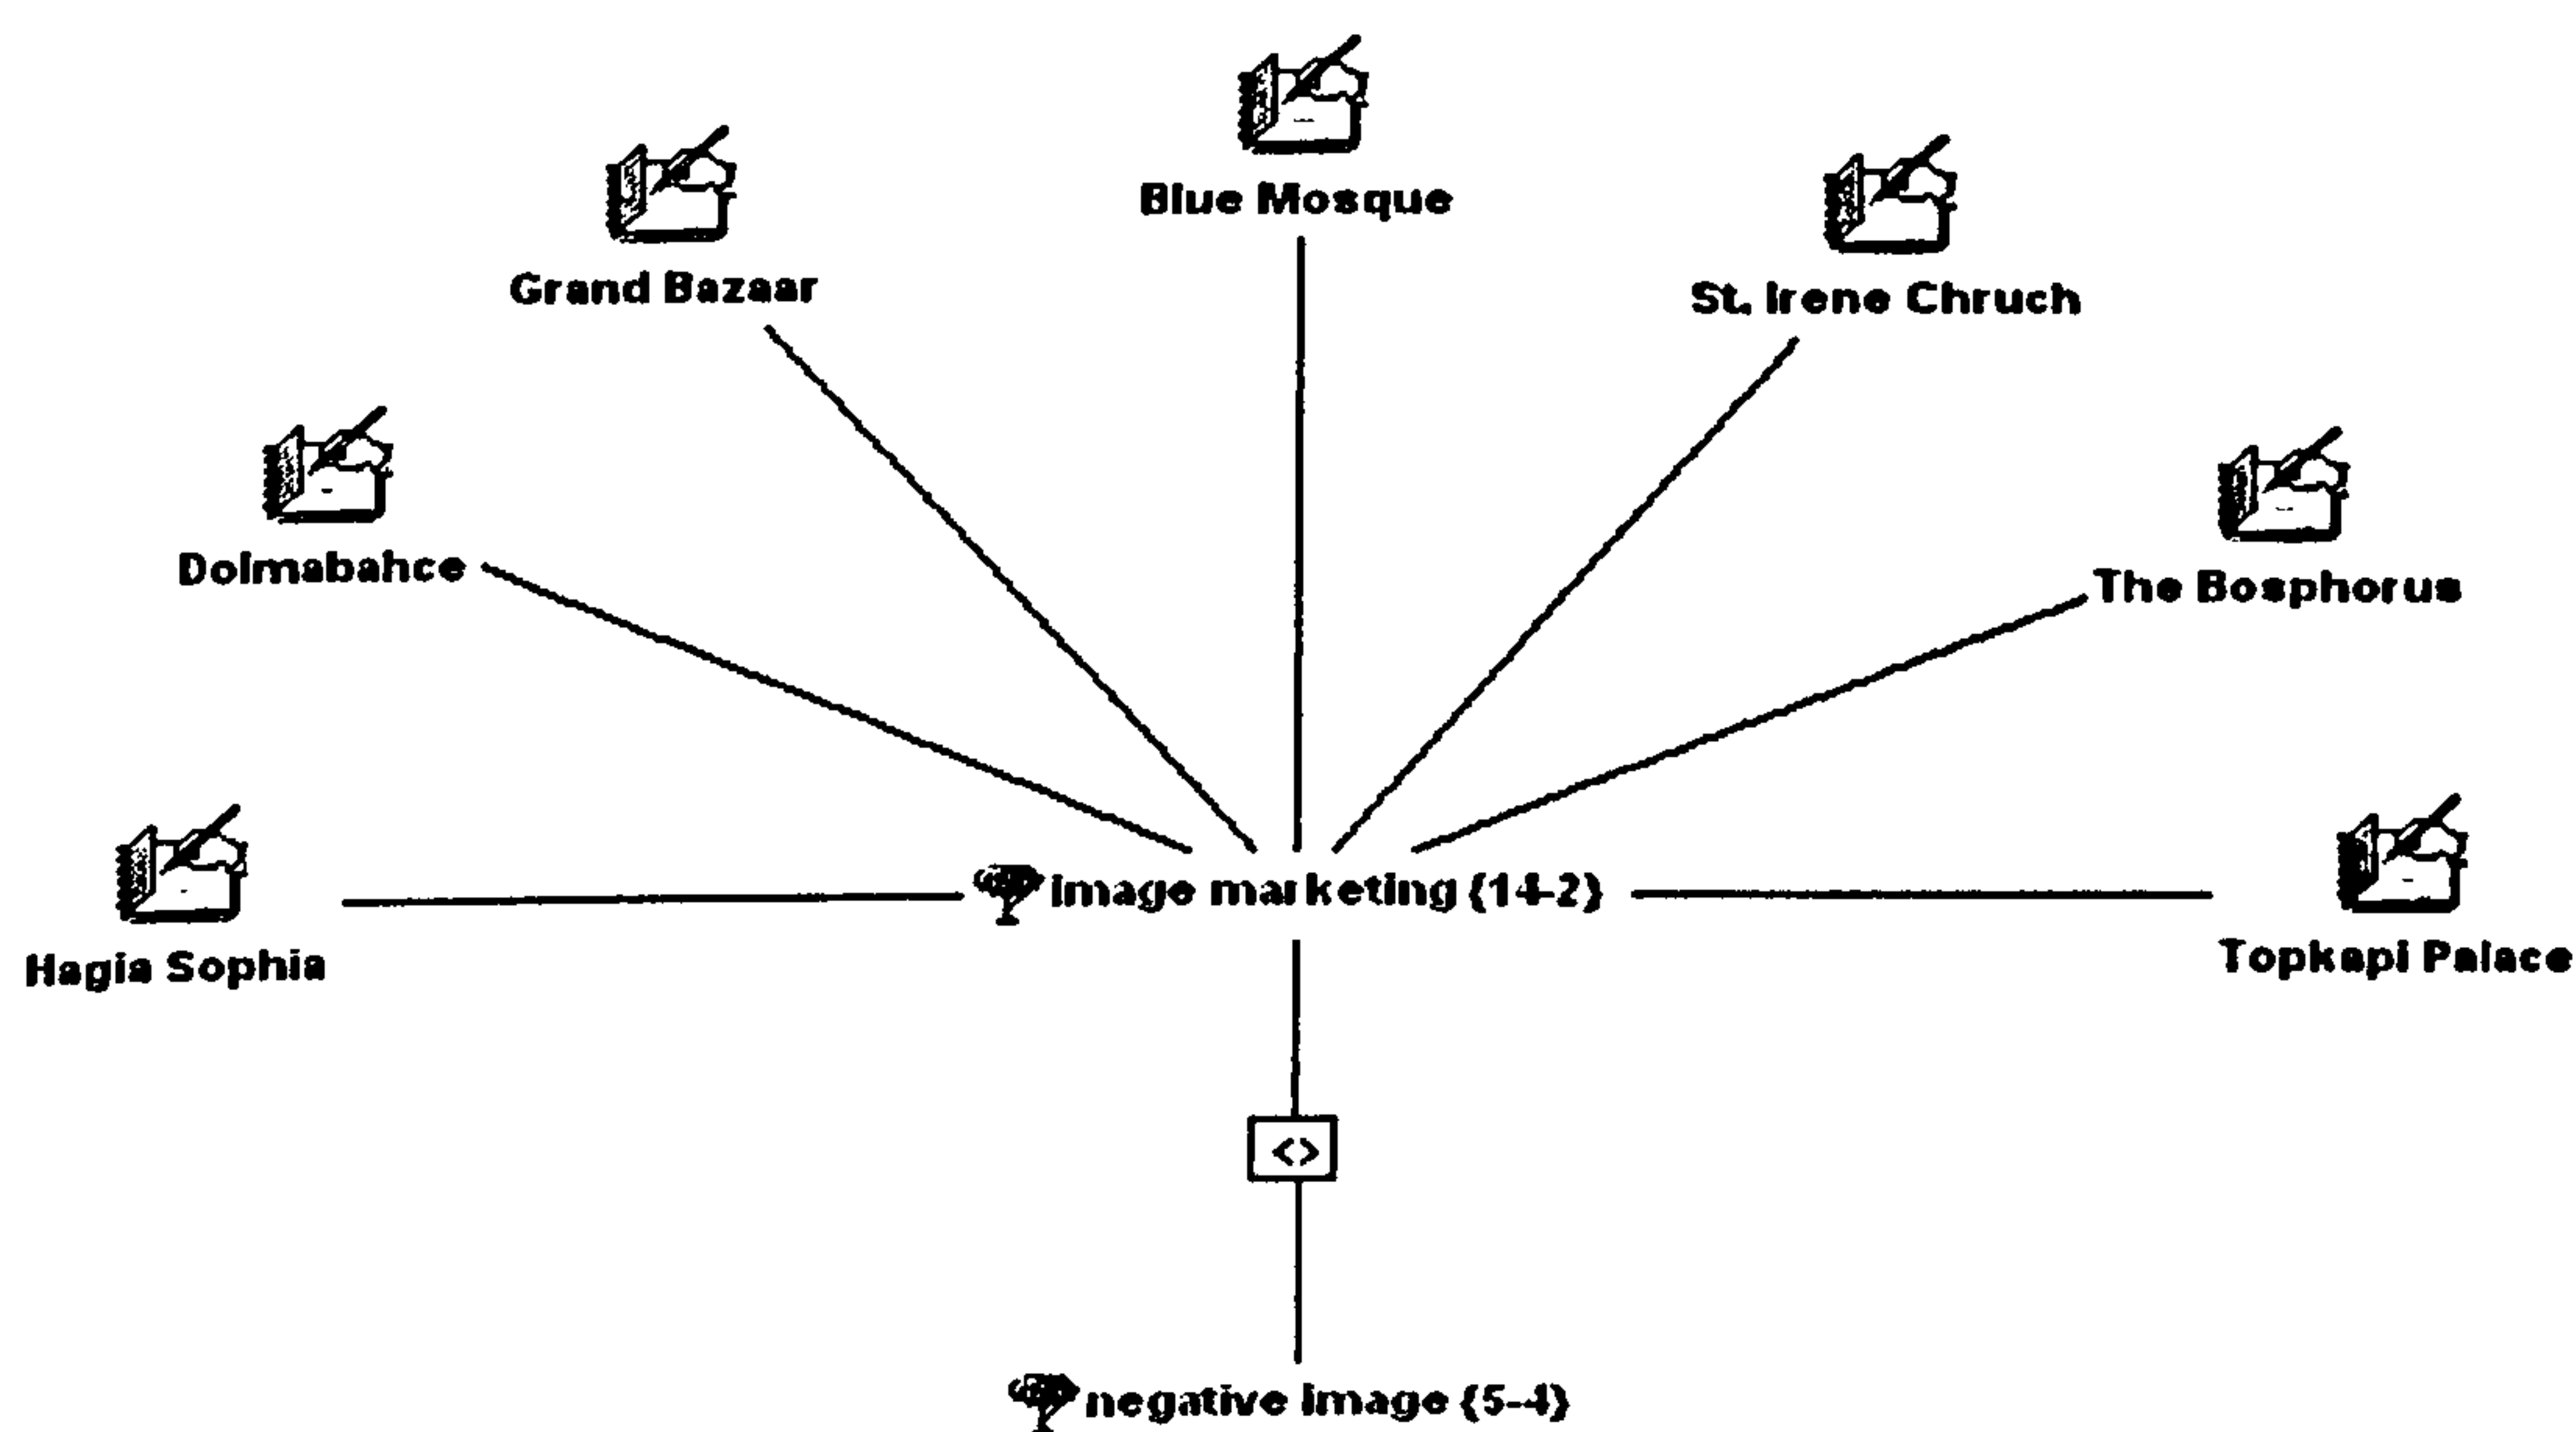 Blue Mosque
Grand Bazaar
St. Irene Chruch
Dolmabahce
The Bosphorus
image marketing {14-2}
Hagia Sophia
Topkapi Palace
<>
negative image {5-4}